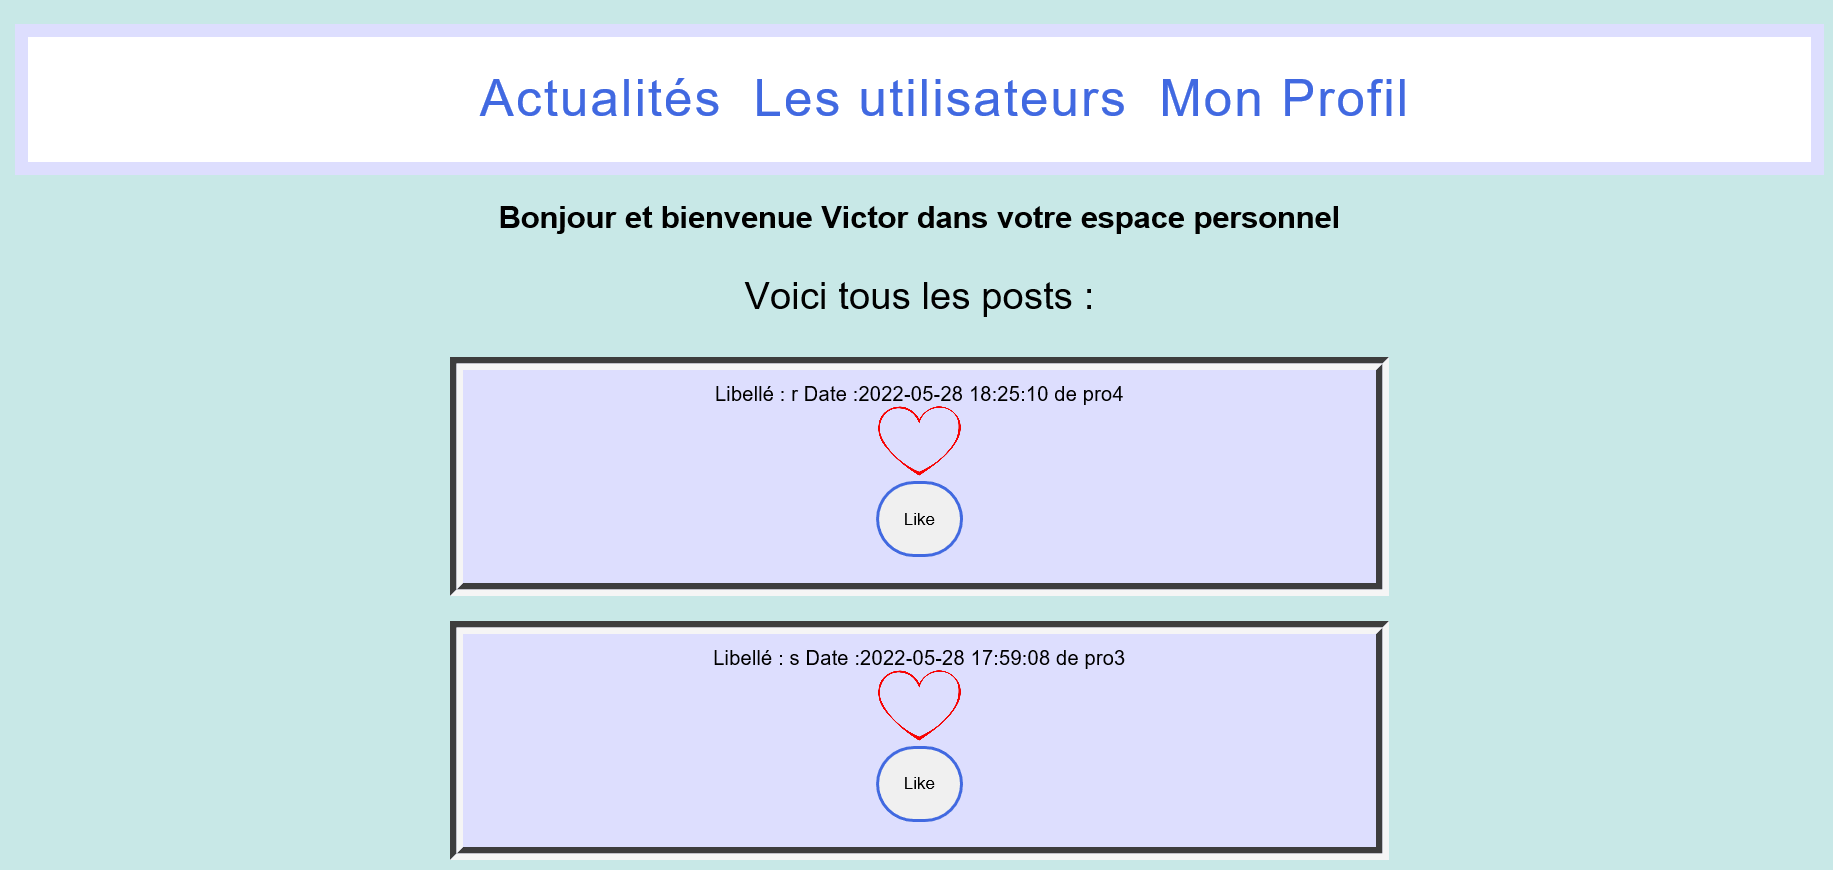 Actualités Les utilisateurs Mon Profil
Bonjour et bienvenue Victor dans votre espace personnel
Voici tous les posts :
Libellé : r Date :2022-05-28 18:25:10 de pro4
Like
Libellé : s Date :2022-05-28 17:59:08 de pro3
Like